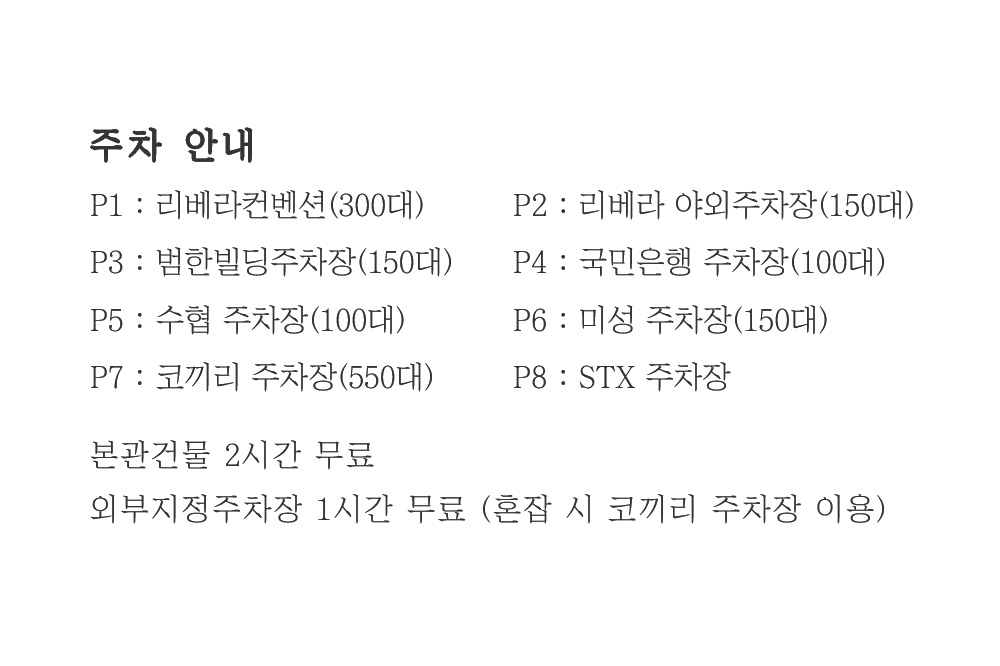 주차 안내
P1 : 리베라컨벤션(300대) P2 : 리베라 야외주차장(150대)
P3 : 범한빌딩주차장(150대) P4 : 국민은행 주차장(100대)
P5 : 수협 주차장(100대) P6 : 미성 주차장(150대)
P7 : 코끼리 주차장(550대) P8 : STX 주차장
본관건물 2시간 무료
외부지정주차장 1시간 무료 (혼잡 시 코끼리 주차장 이용)